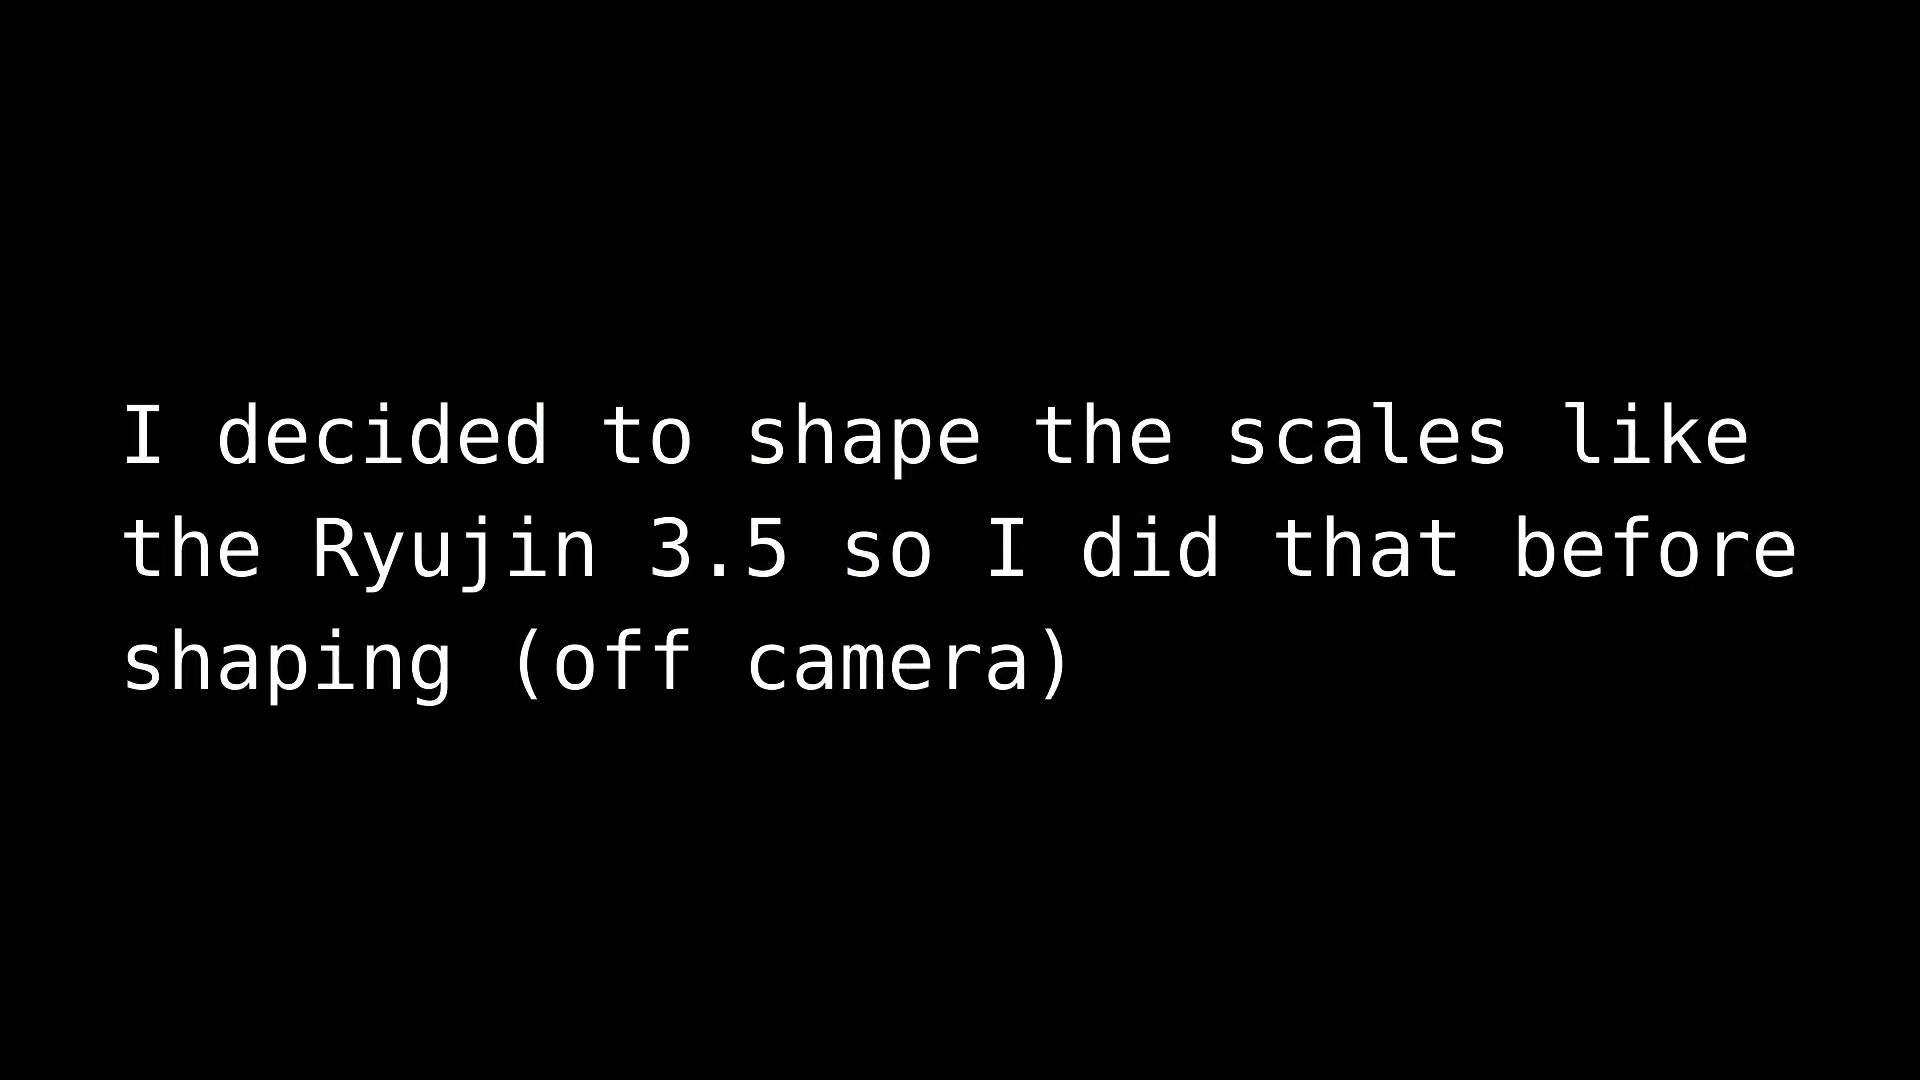 I decided to shape the scales like
the Ryujin 3.5 so I did that before
shaping (off camera)